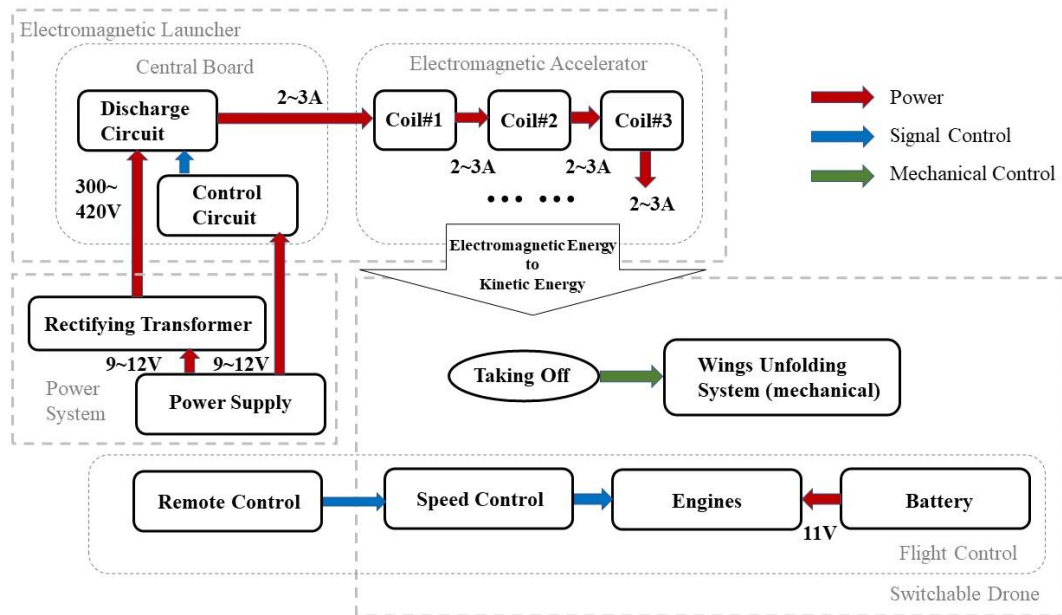 Electromagnetic Launcher
Central Board
Electromagnetic Accelerator
Discharge
Circuit
2~3A
Coil#1
Coil#2
Coil#3
2~3A
2~3A
2~3A
300~
420V
Control
Circuit
... ...
Power
Signal Control
Mechanical Control
Electromagnetic Energy
to
Kinetic Energy
Rectifying Transformer
9~12V
9~12V
Power
System
Power Supply
Taking Off
Wings Unfolding
System (mechanical)
Remote Control
Speed Control
Engines
Battery
11V
Flight Control
Switchable Drone